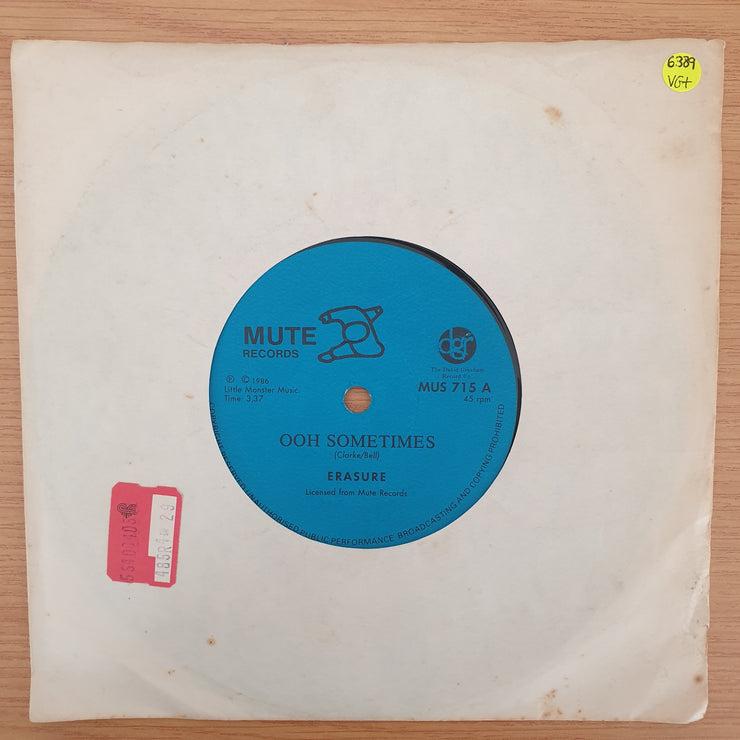 6389
VG+
MUTE
RECORDS
dgr
The David Gresham
Record Co.
MUS 715 A
45 rpm
Ⓟ © 1986
Little Monster Music.
Time: 3,37
OOH SOMETIMES
(Clarke/Bell)
ERASURE
Licensed from Mute Records
PUBLIC PERFORMANCE BROADCASTING AND COPYING PROHIBITED